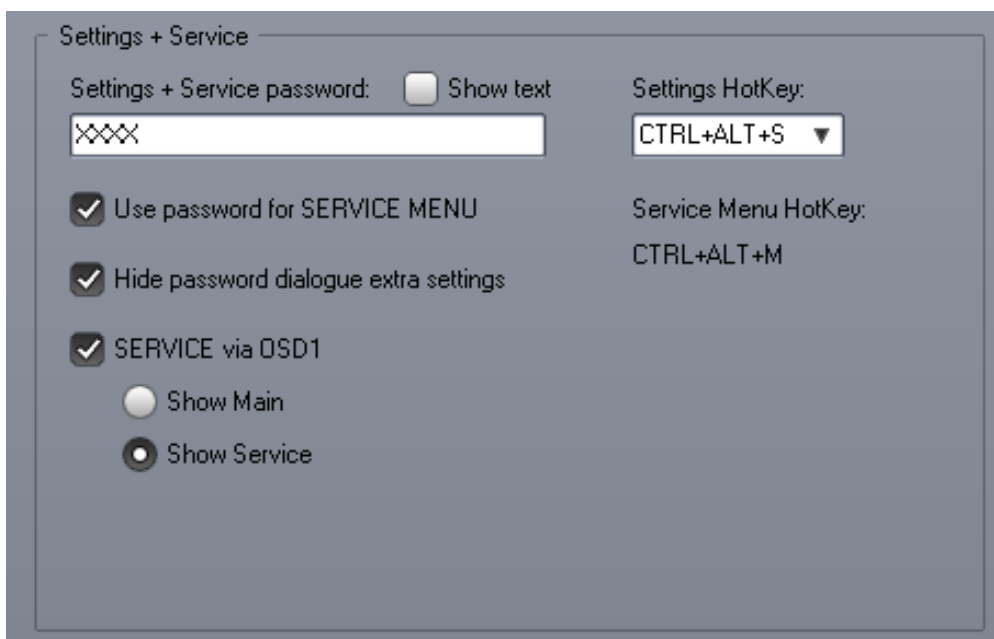 Settings + Service
Settings + Service password: Show text
XXXX
Use password for SERVICE MENU
Hide password dialogue extra settings
SERVICE via OSD1
Show Main
Show Service
Settings HotKey:
CTRL+ALT+S
Service Menu HotKey:
CTRL+ALT+M